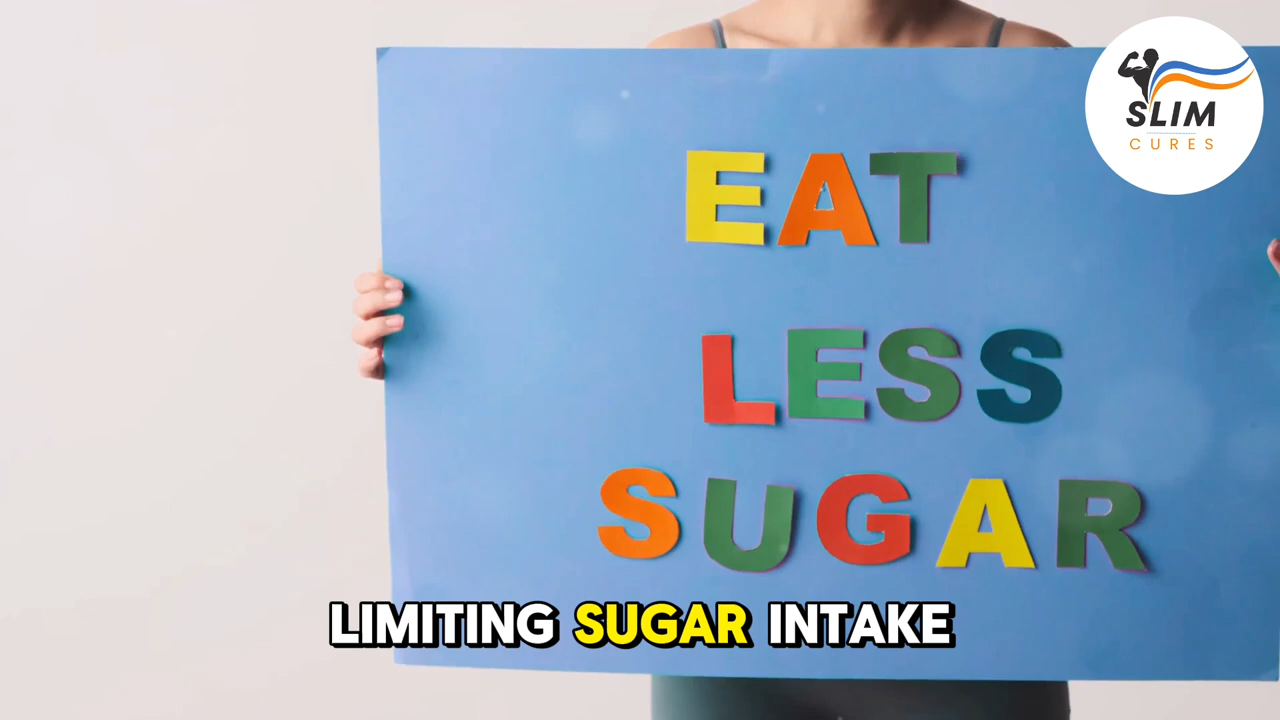 SLIM
CURES
EAT
LESS
SUGAR
LIMITING SUGAR INTAKE